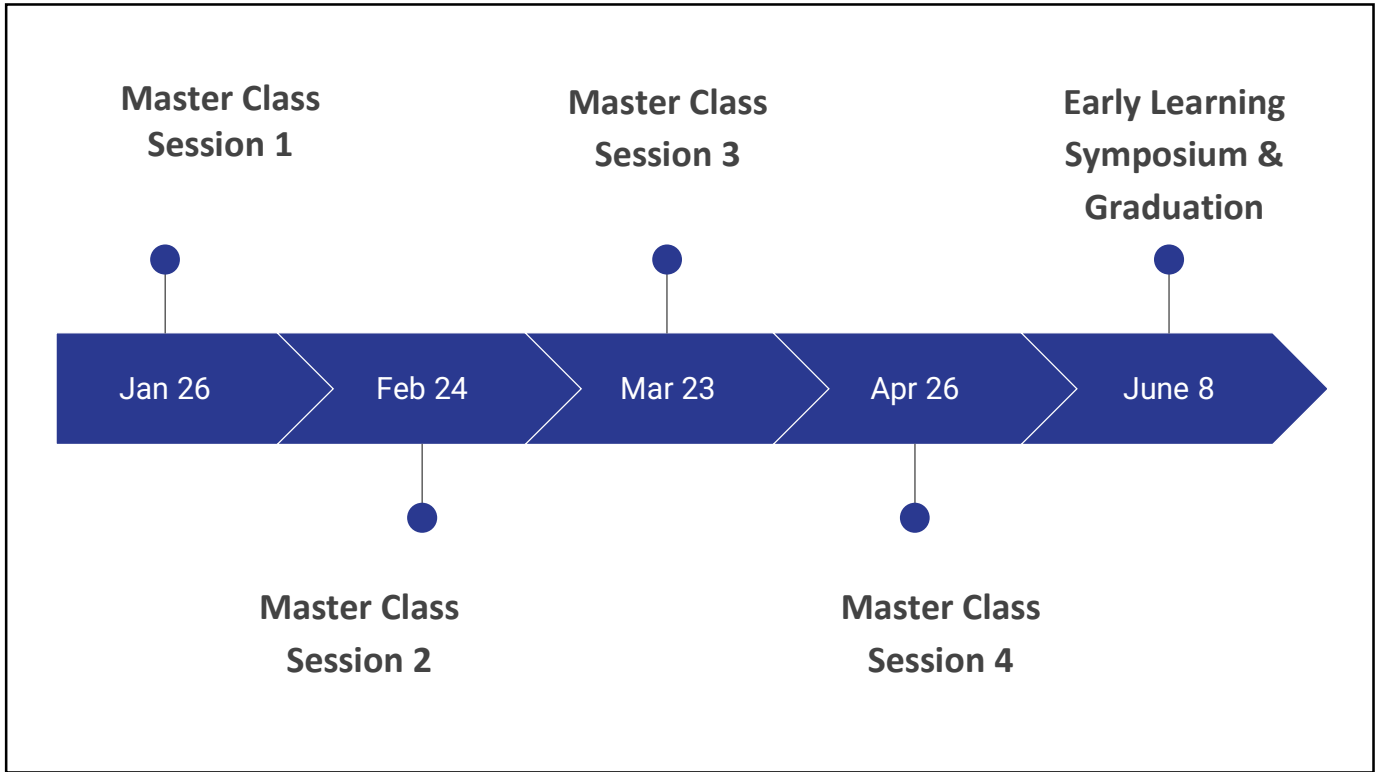 Master Class
Session 1
Master Class
Session 3
Early Learning
Symposium &
Graduation
Jan 26
Feb 24
Mar 23
Apr 26
June 8
Master Class
Session 2
Master Class
Session 4